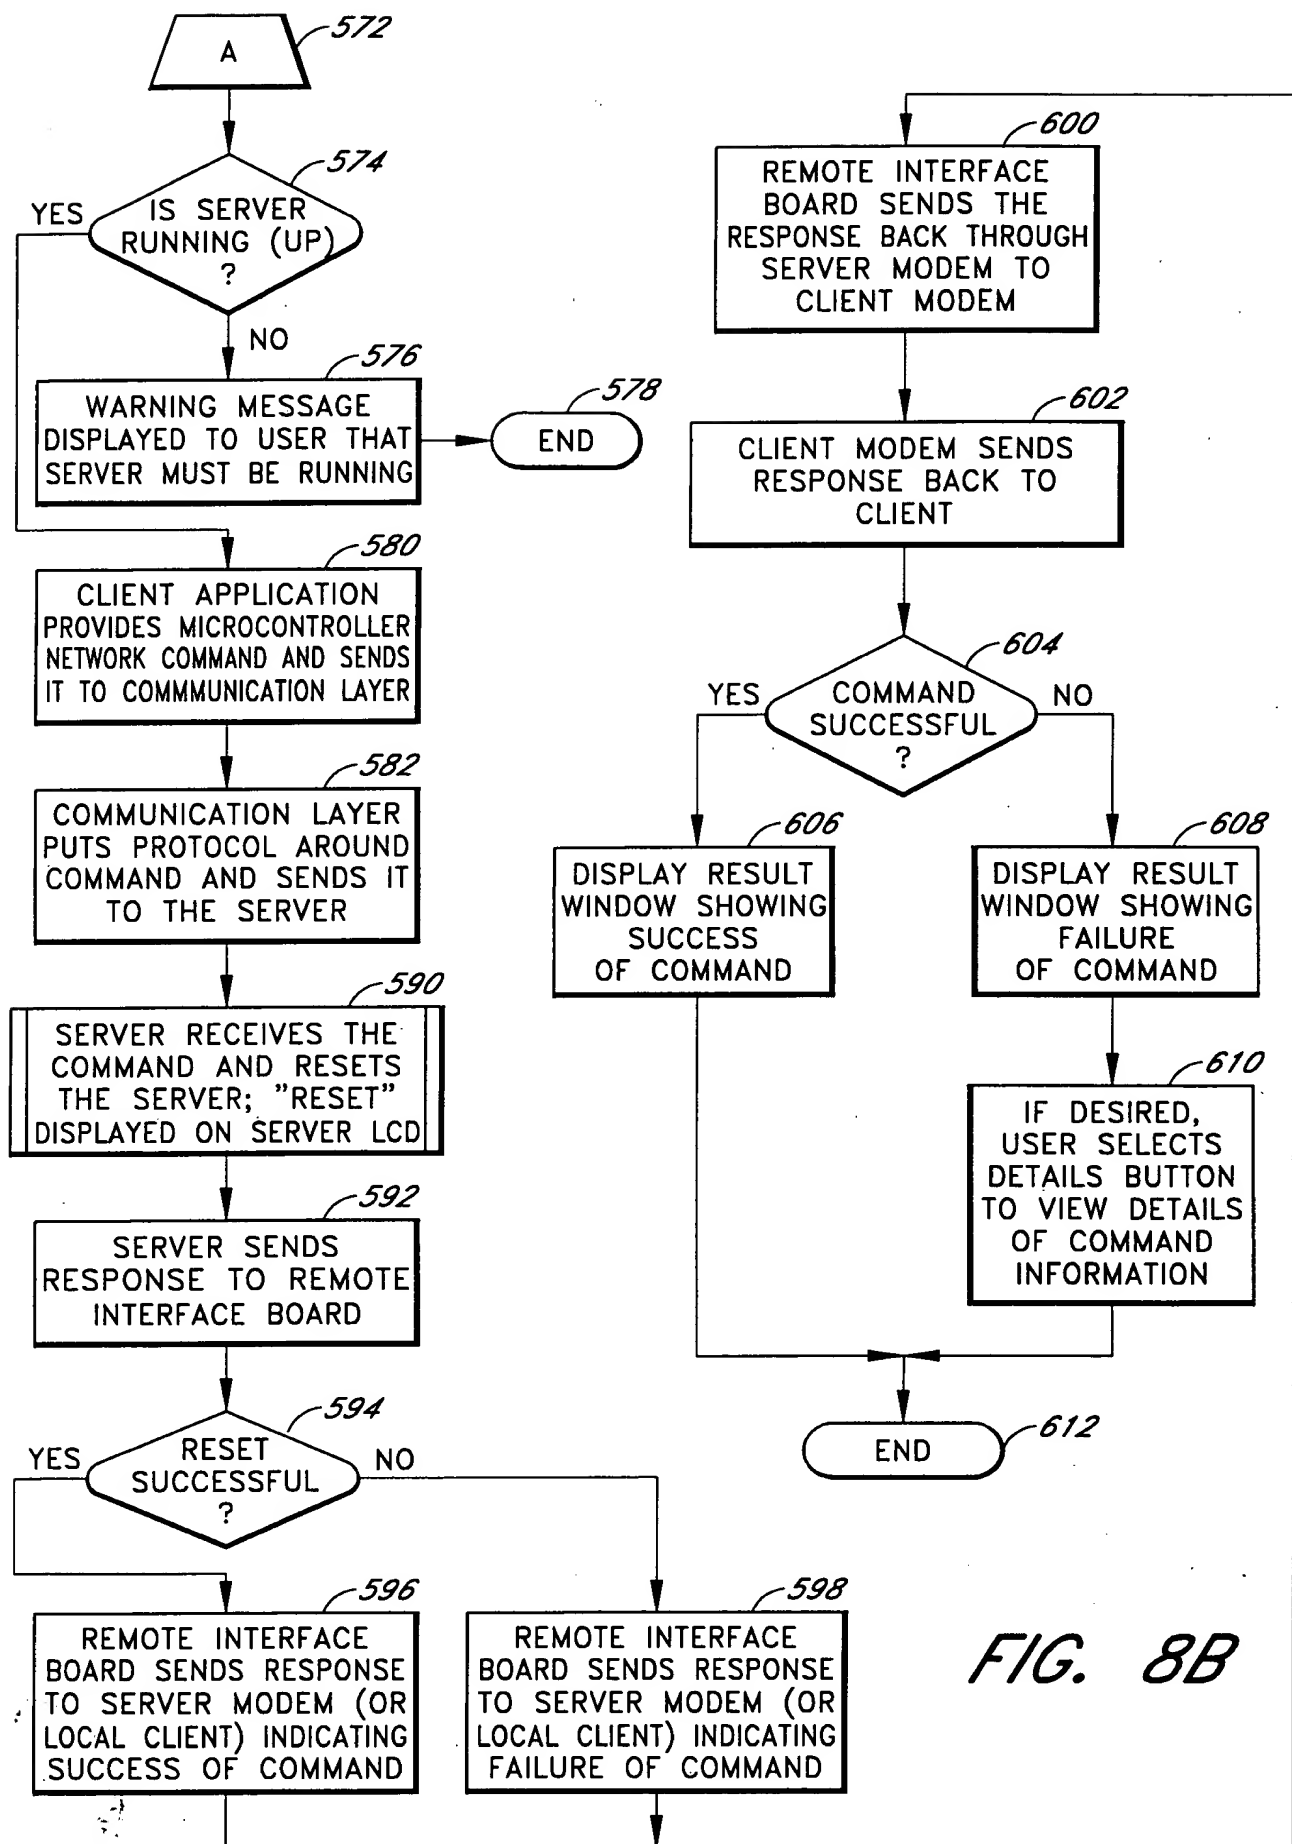 A
572
574
IS SERVER
RUNNING (UP)
?
YES
NO
576
WARNING MESSAGE
DISPLAYED TO USER THAT
SERVER MUST BE RUNNING
578
END
580
CLIENT APPLICATION
PROVIDES MICROCONTROLLER
NETWORK COMMAND AND SENDS
IT TO COMMMUNICATION LAYER
582
COMMUNICATION LAYER
PUTS PROTOCOL AROUND
COMMAND AND SENDS IT
TO THE SERVER
590
SERVER RECEIVES THE
COMMAND AND RESETS
THE SERVER; "RESET"
DISPLAYED ON SERVER LCD
592
SERVER SENDS
RESPONSE TO REMOTE
INTERFACE BOARD
594
RESET
SUCCESSFUL
?
YES
NO
596
REMOTE INTERFACE
BOARD SENDS RESPONSE
TO SERVER MODEM (OR
LOCAL CLIENT) INDICATING
SUCCESS OF COMMAND
598
REMOTE INTERFACE
BOARD SENDS RESPONSE
TO SERVER MODEM (OR
LOCAL CLIENT) INDICATING
FAILURE OF COMMAND
600
REMOTE INTERFACE
BOARD SENDS THE
RESPONSE BACK THROUGH
SERVER MODEM TO
CLIENT MODEM
602
CLIENT MODEM SENDS
RESPONSE BACK TO
CLIENT
604
COMMAND
SUCCESSFUL
?
YES
NO
606
DISPLAY RESULT
WINDOW SHOWING
SUCCESS
OF COMMAND
608
DISPLAY RESULT
WINDOW SHOWING
FAILURE
OF COMMAND
610
IF DESIRED,
USER SELECTS
DETAILS BUTTON
TO VIEW DETAILS
OF COMMAND
INFORMATION
612
END
FIG. 8B